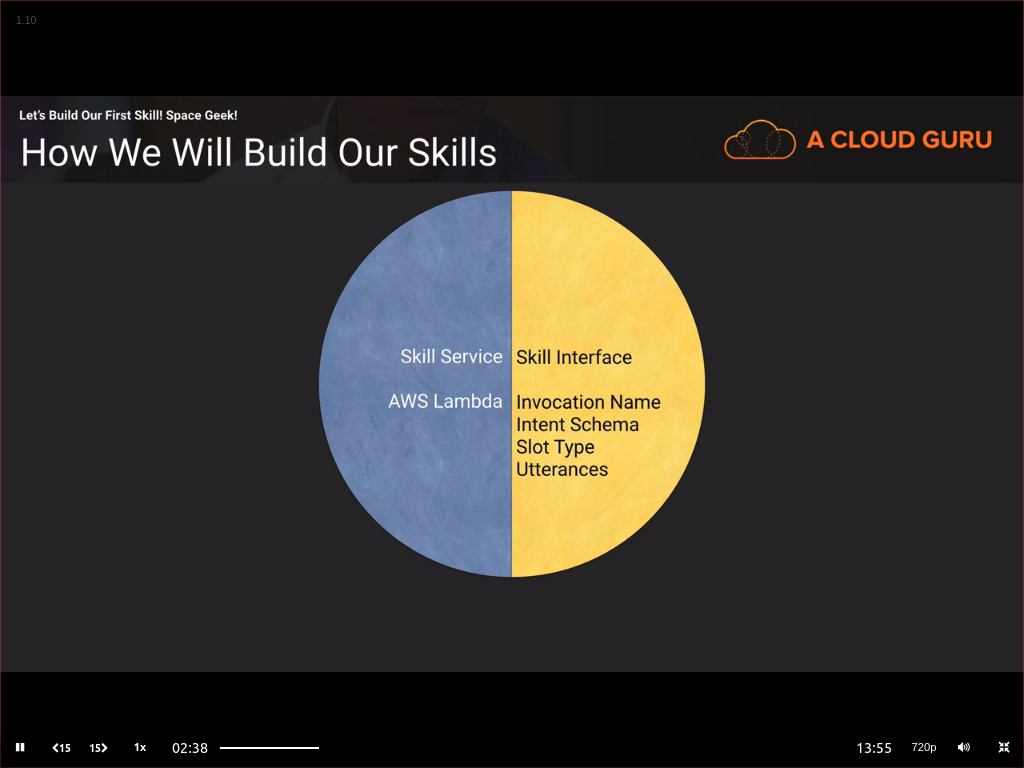 1.10
Let's Build Our First Skill! Space Geek!
How We Will Build Our Skills
A CLOUD GURU
Skill Service
AWS Lambda
Skill Interface
Invocation Name
Intent Schema
Slot Type
Utterances
15 15 1x 02:38 13:55 720p